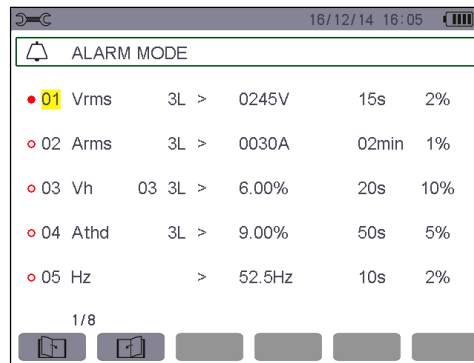 16/12/14 16:05
ALARM MODE
01 Vrms 3L > 0245V 15s 2%
02 Arms 3L > 0030A 02min 1%
03 Vh 03 3L > 6.00% 20s 10%
04 Athd 3L > 9.00% 50s 5%
05 Hz > 52.5Hz 10s 2%
1/8